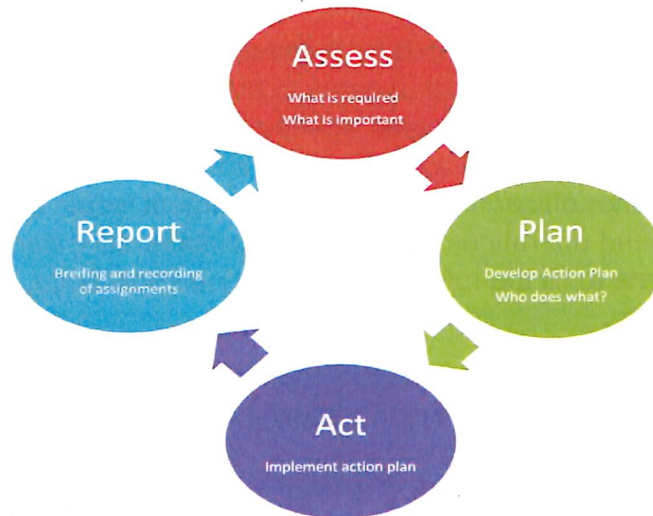 Assess
What is required
What is important
Plan
Develop Action Plan
Who does what?
Act
Implement action plan
Report
Breifing and recording
of assignments